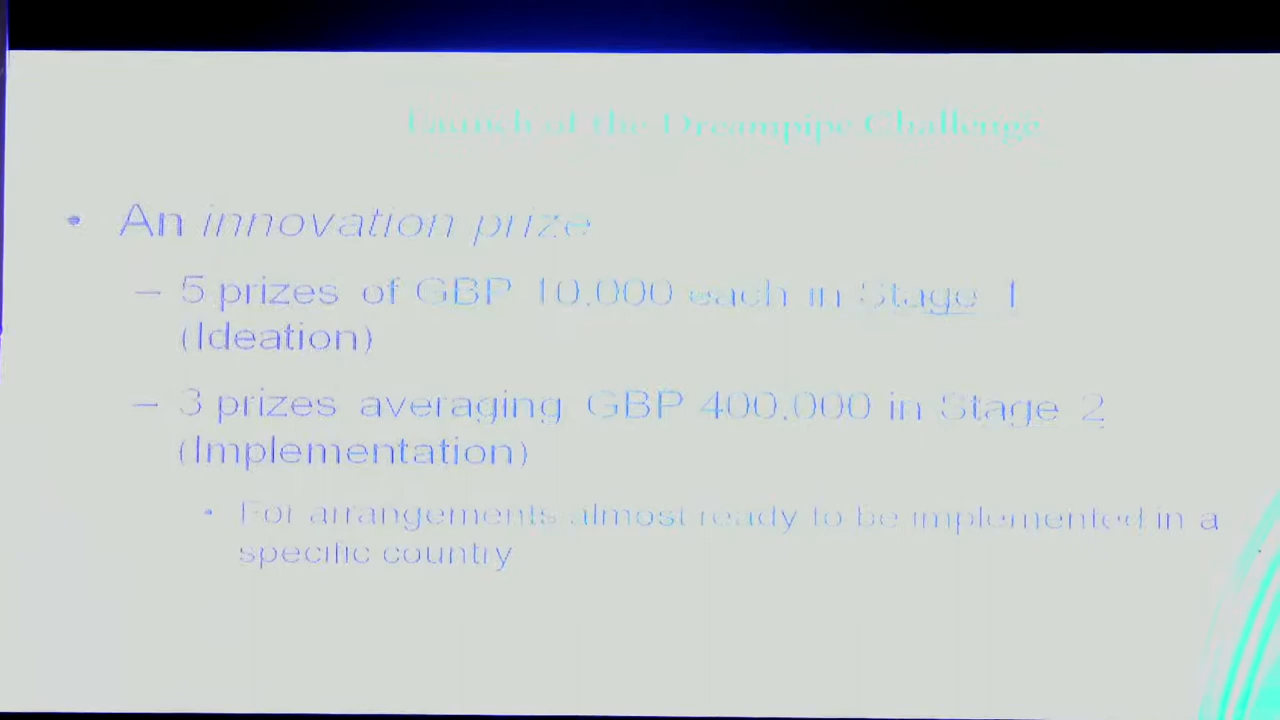 Launch of the Dreampipe Challenge
• An innovation prize
– 5 prizes of GBP 10.000 each in Stage 1
(Ideation)
– 3 prizes averaging GBP 400.000 in Stage 2
(Implementation)
• For arrangements almost ready to be implemented in a
specific country